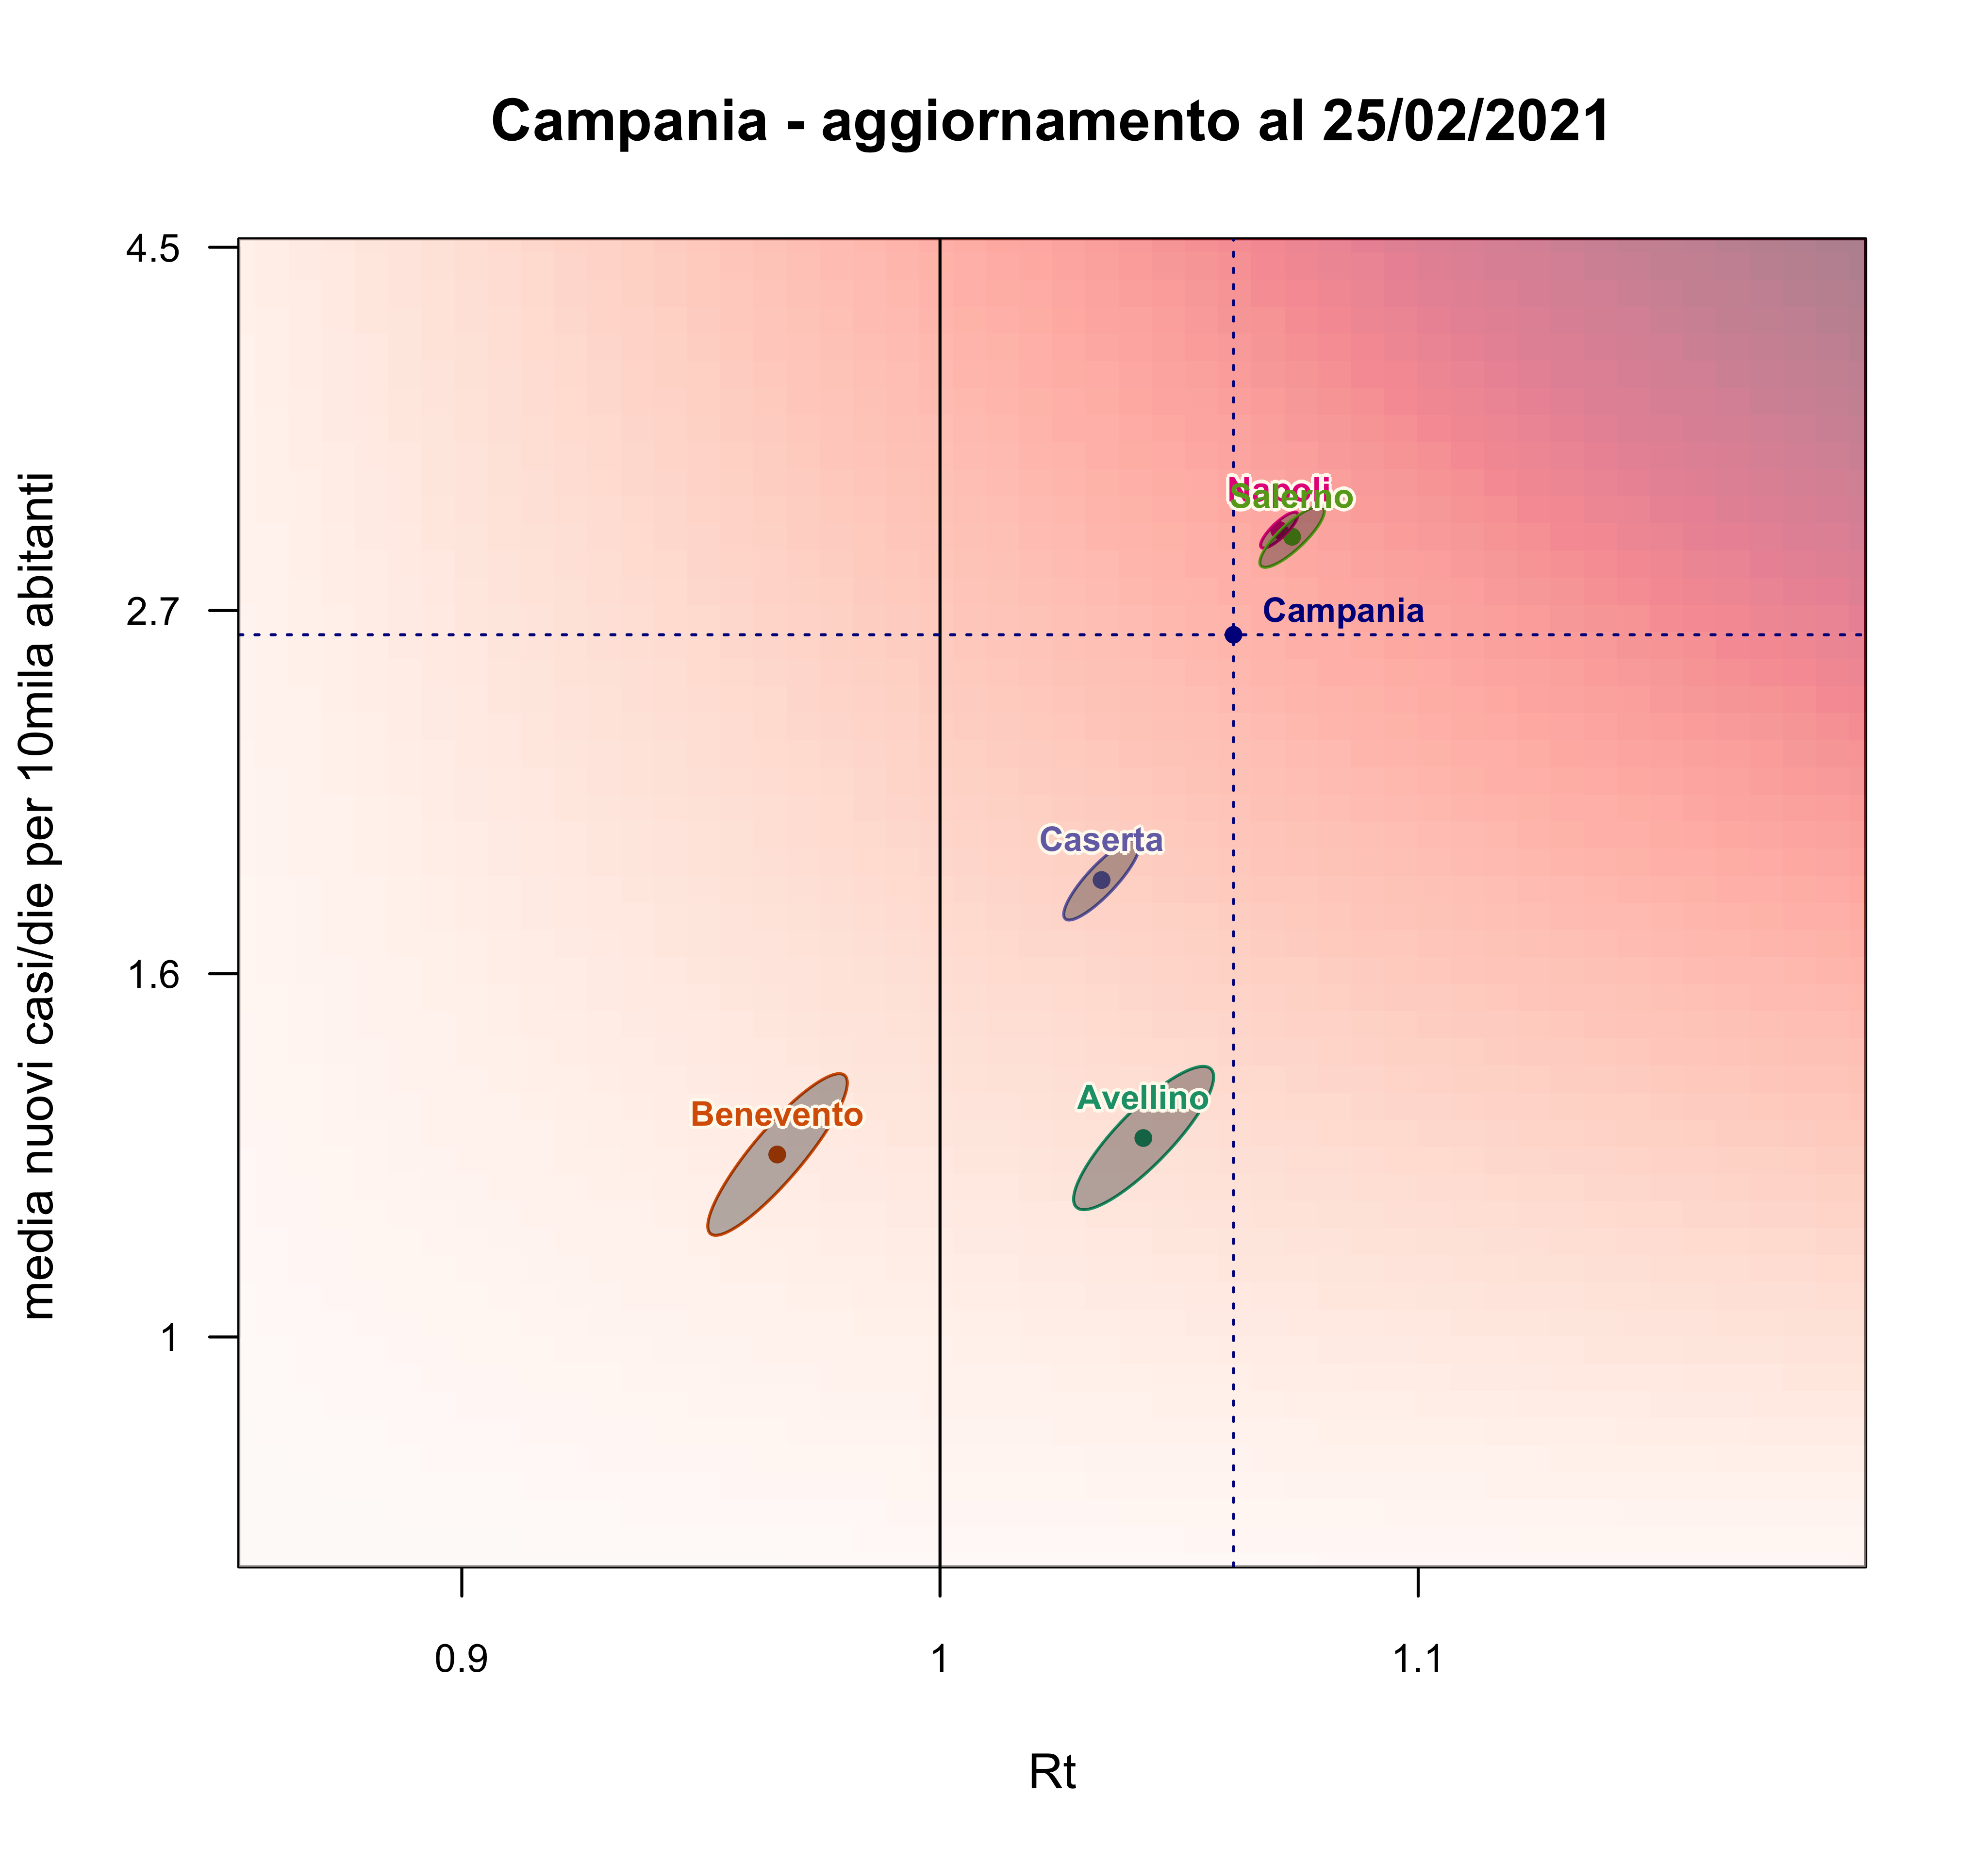 Campania - aggiornamento al 25/02/2021
4.5
2.7
1.6
1
media nuovi casi/die per 10mila abitanti
Napoli
Salerno
Campania
Caserta
Avellino
Benevento
0.9
1
1.1
Rt